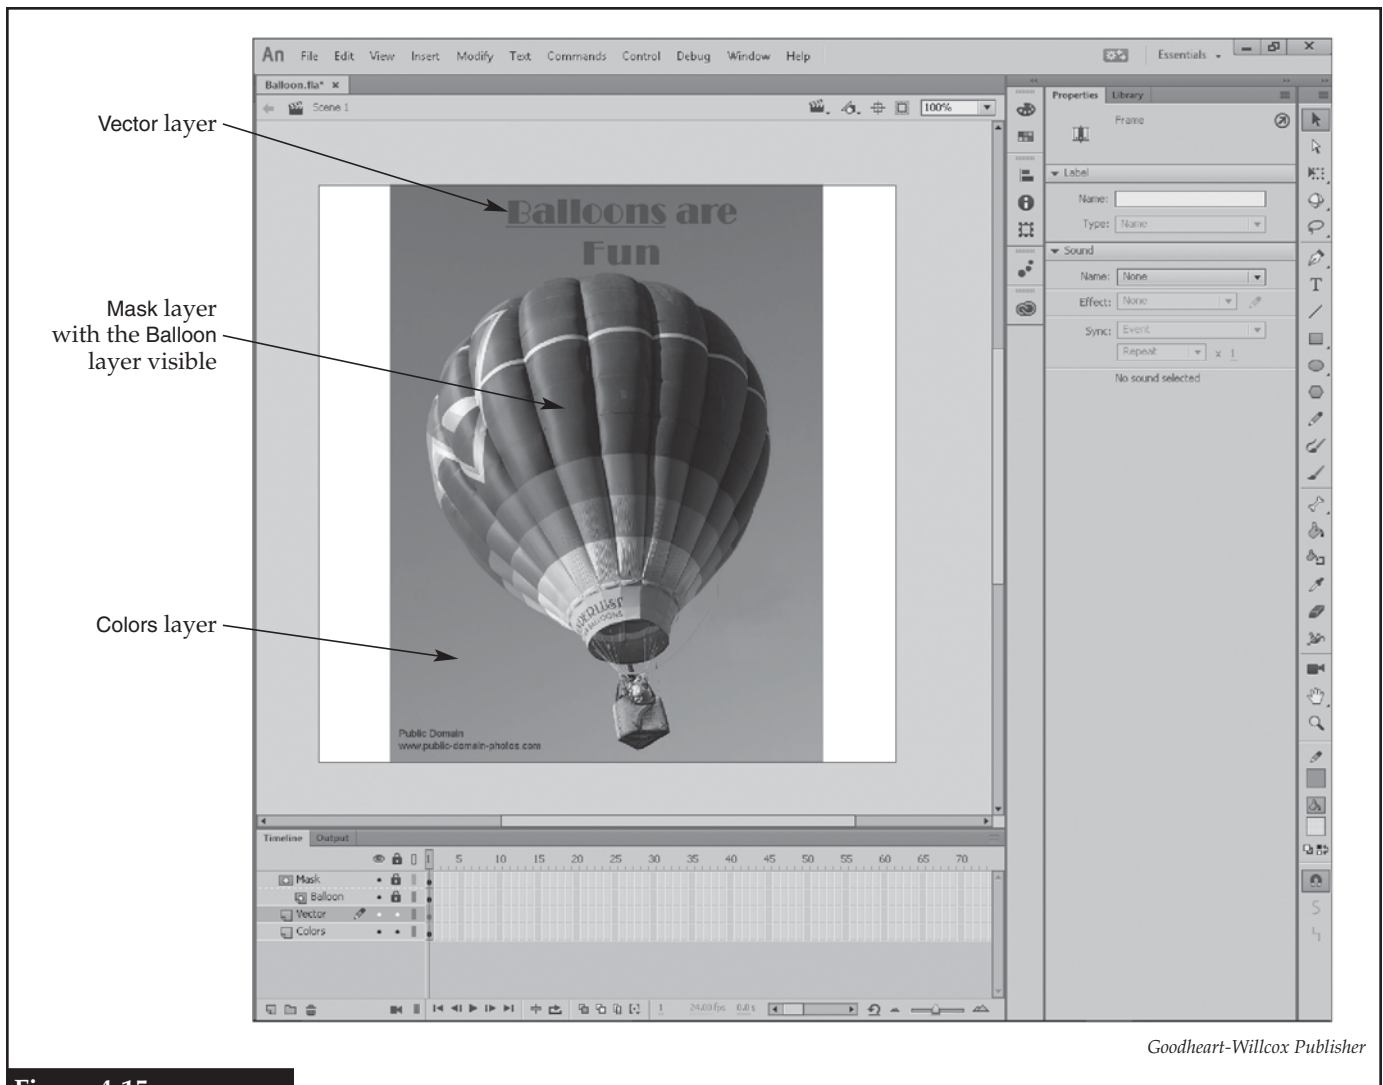 An File Edit View Insert Modify Text Commands Control Debug Window Help
Essentials
Balloon.fla*
Scene 1
100%
Properties Library
Frame
Label
Name:
Type: Name
Sound
Name: None
Effect: None
Sync: Event
Repeat x 1
No sound selected
Vector layer
Balloons are
Fun
Mask layer
with the Balloon
layer visible
Colors layer
Public Domain
www.public-domain-photos.com
Timeline Output
1 5 10 15 20 25 30 35 40 45 50 55 60 65 70
Mask
Balloon
Vector
Colors
1 24.00 fps 0.0 s
Goodheart-Willcox Publisher
Figure 4-15